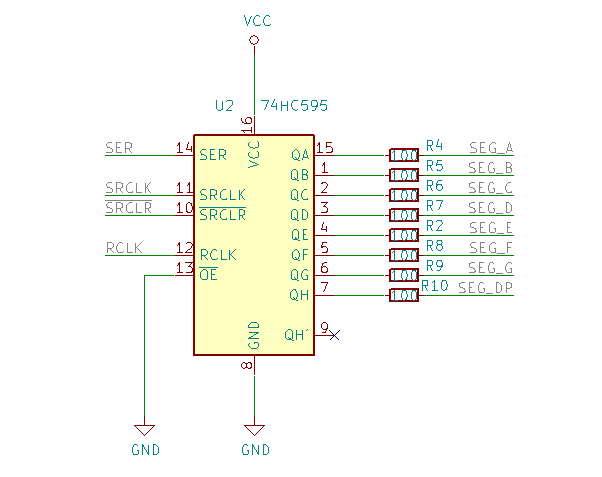 VCC
U2 74HC595
16
VCC
SER 14 SER QA 15 100 R4 SEG_A
QB 1 100 R5 SEG_B
SRCLK 11 SRCLK QC 2 100 R6 SEG_C
SRCLR 10 SRCLR QD 3 100 R7 SEG_D
QE 4 100 R2 SEG_E
RCLK 12 RCLK QF 5 100 R8 SEG_F
13 OE QG 6 100 R9 SEG_G
QH 7 100 R10 SEG_DP
GND QH' 9
8
GND GND